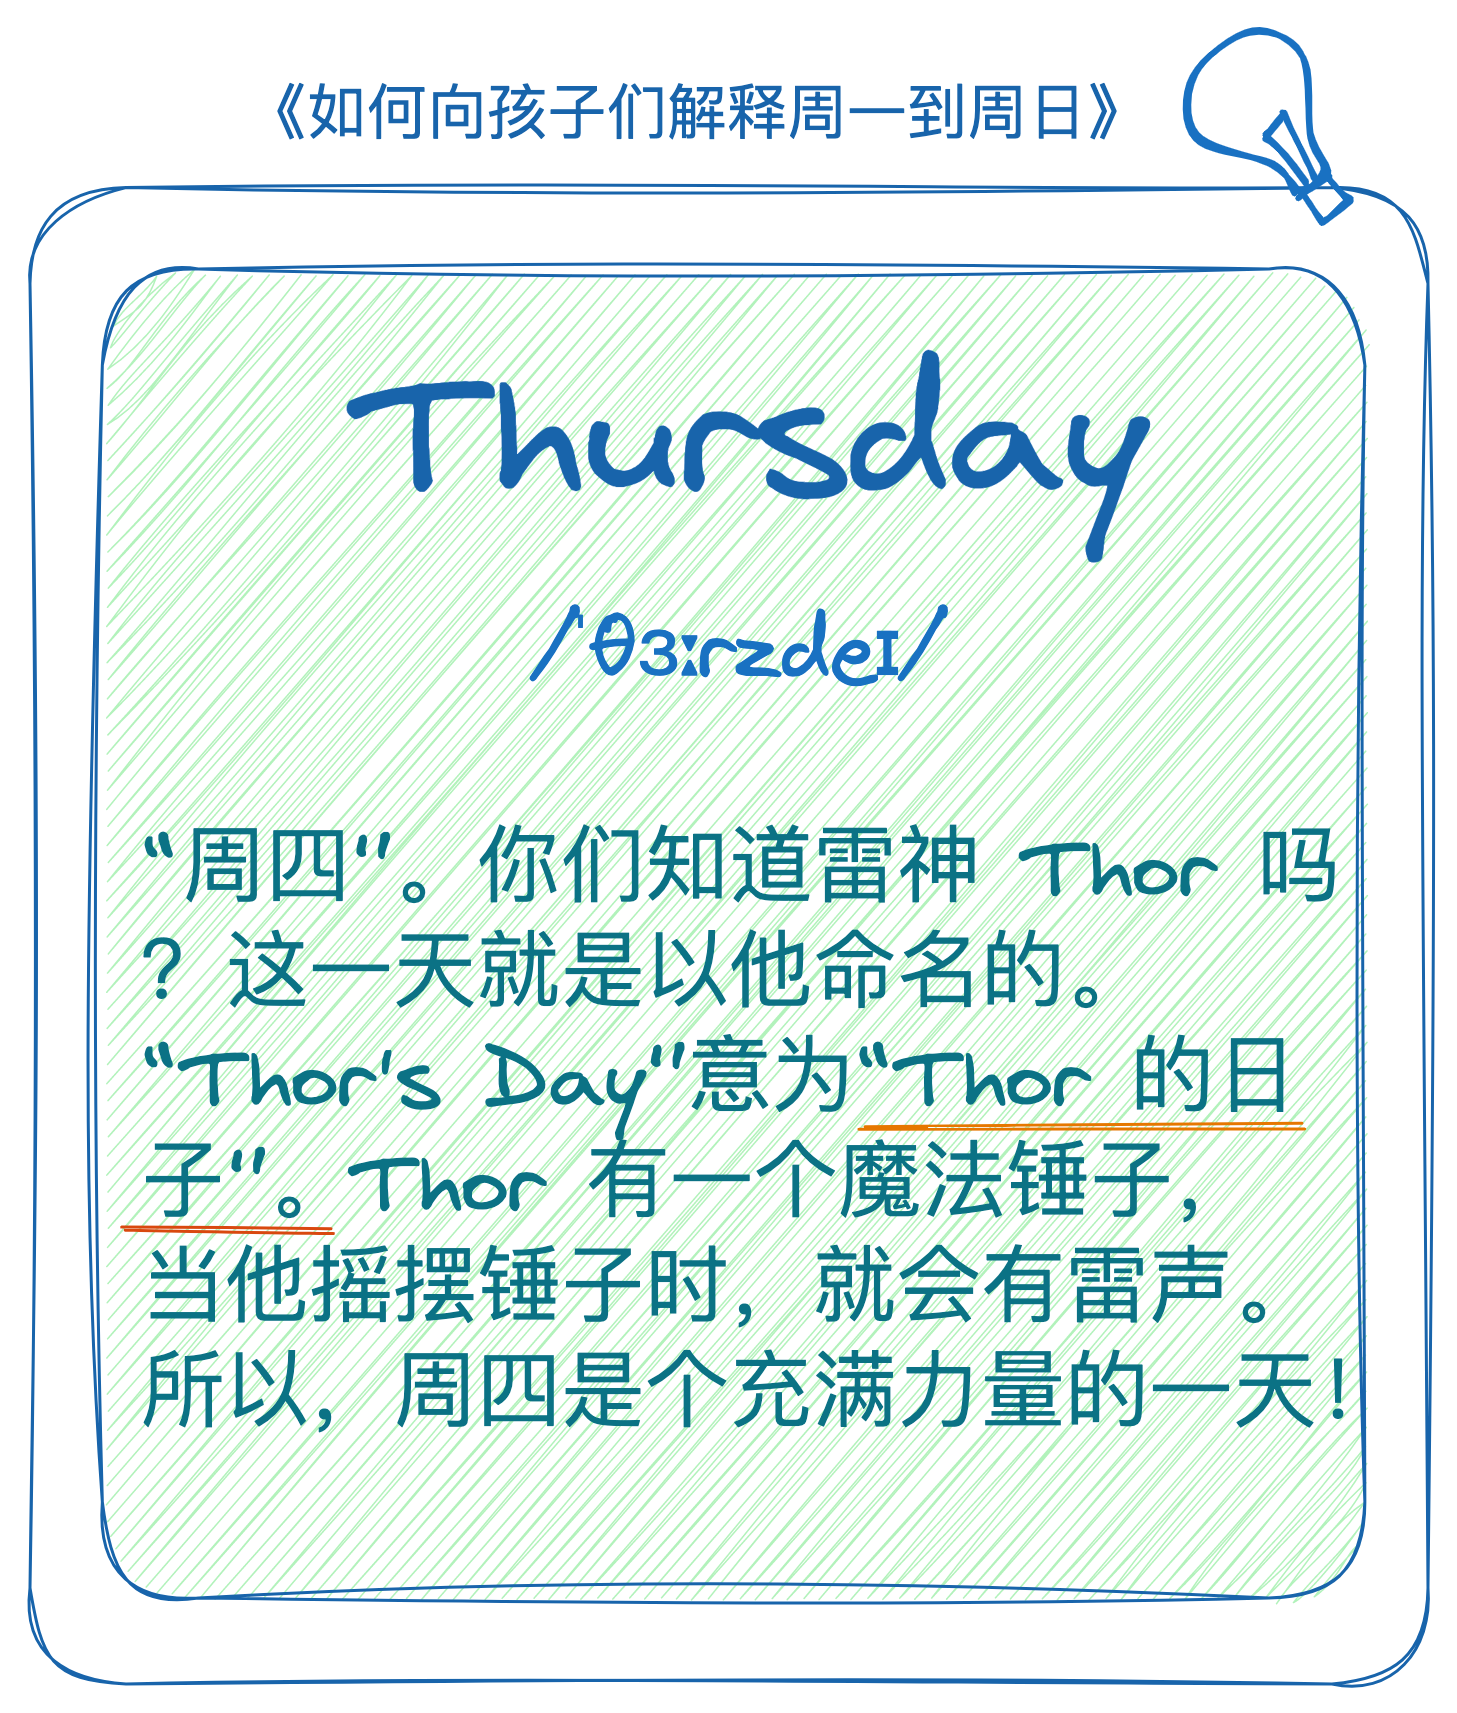 《如何向孩子们解释周一到周日》
Thursday
/ˈθɜːrzdeɪ/
“周四”。你们知道雷神 Thor 吗
？这一天就是以他命名的。
“Thor's Day”意为“Thor 的日
子”。Thor 有一个魔法锤子，
当他摇摆锤子时，就会有雷声。
所以，周四是个充满力量的一天！